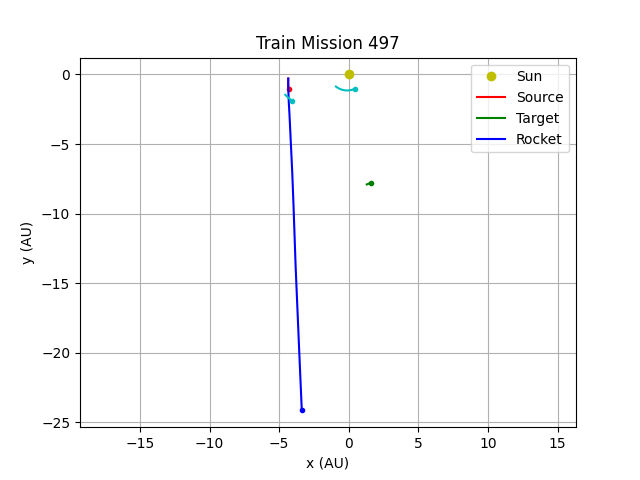 Train Mission 497
Sun
Source
Target
Rocket
0
−5
−10
−15
−20
−25
y (AU)
−15
−10
−5
0
5
10
15
x (AU)